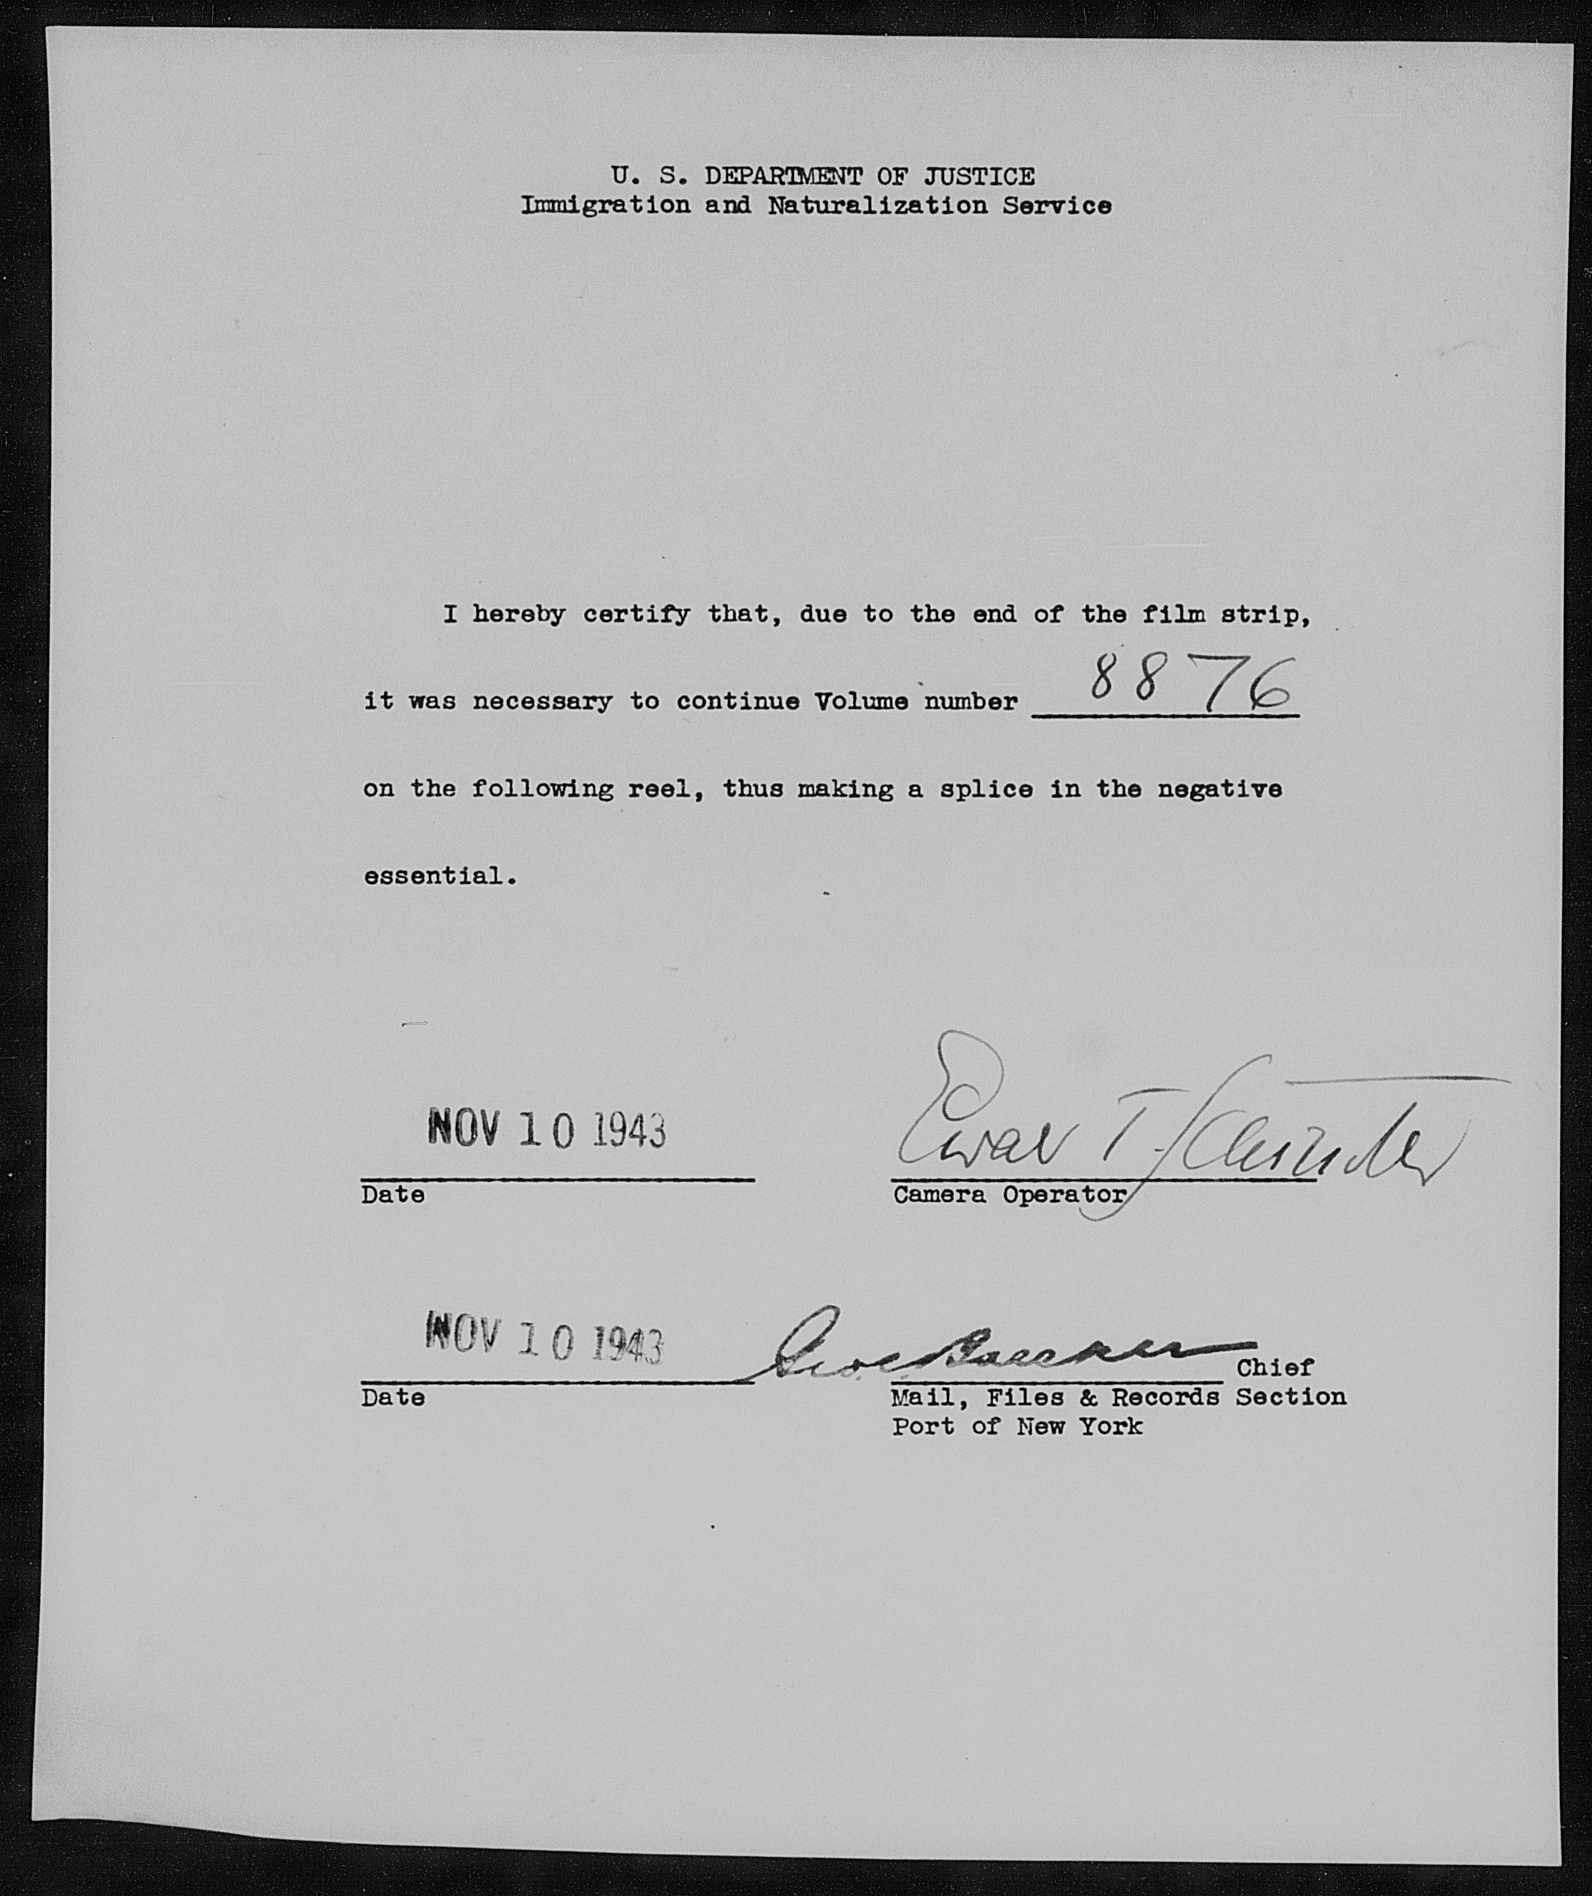 U. S. DEPARTMENT OF JUSTICE
Immigration and Naturalization Service
I hereby certify that, due to the end of the film strip,
it was necessary to continue Volume number 8876
on the following reel, thus making a splice in the negative
essential.
NOV 10 1943
Date
Camera Operator
NOV 10 1943
Chief
Date
Mail, Files & Records Section
Port of New York